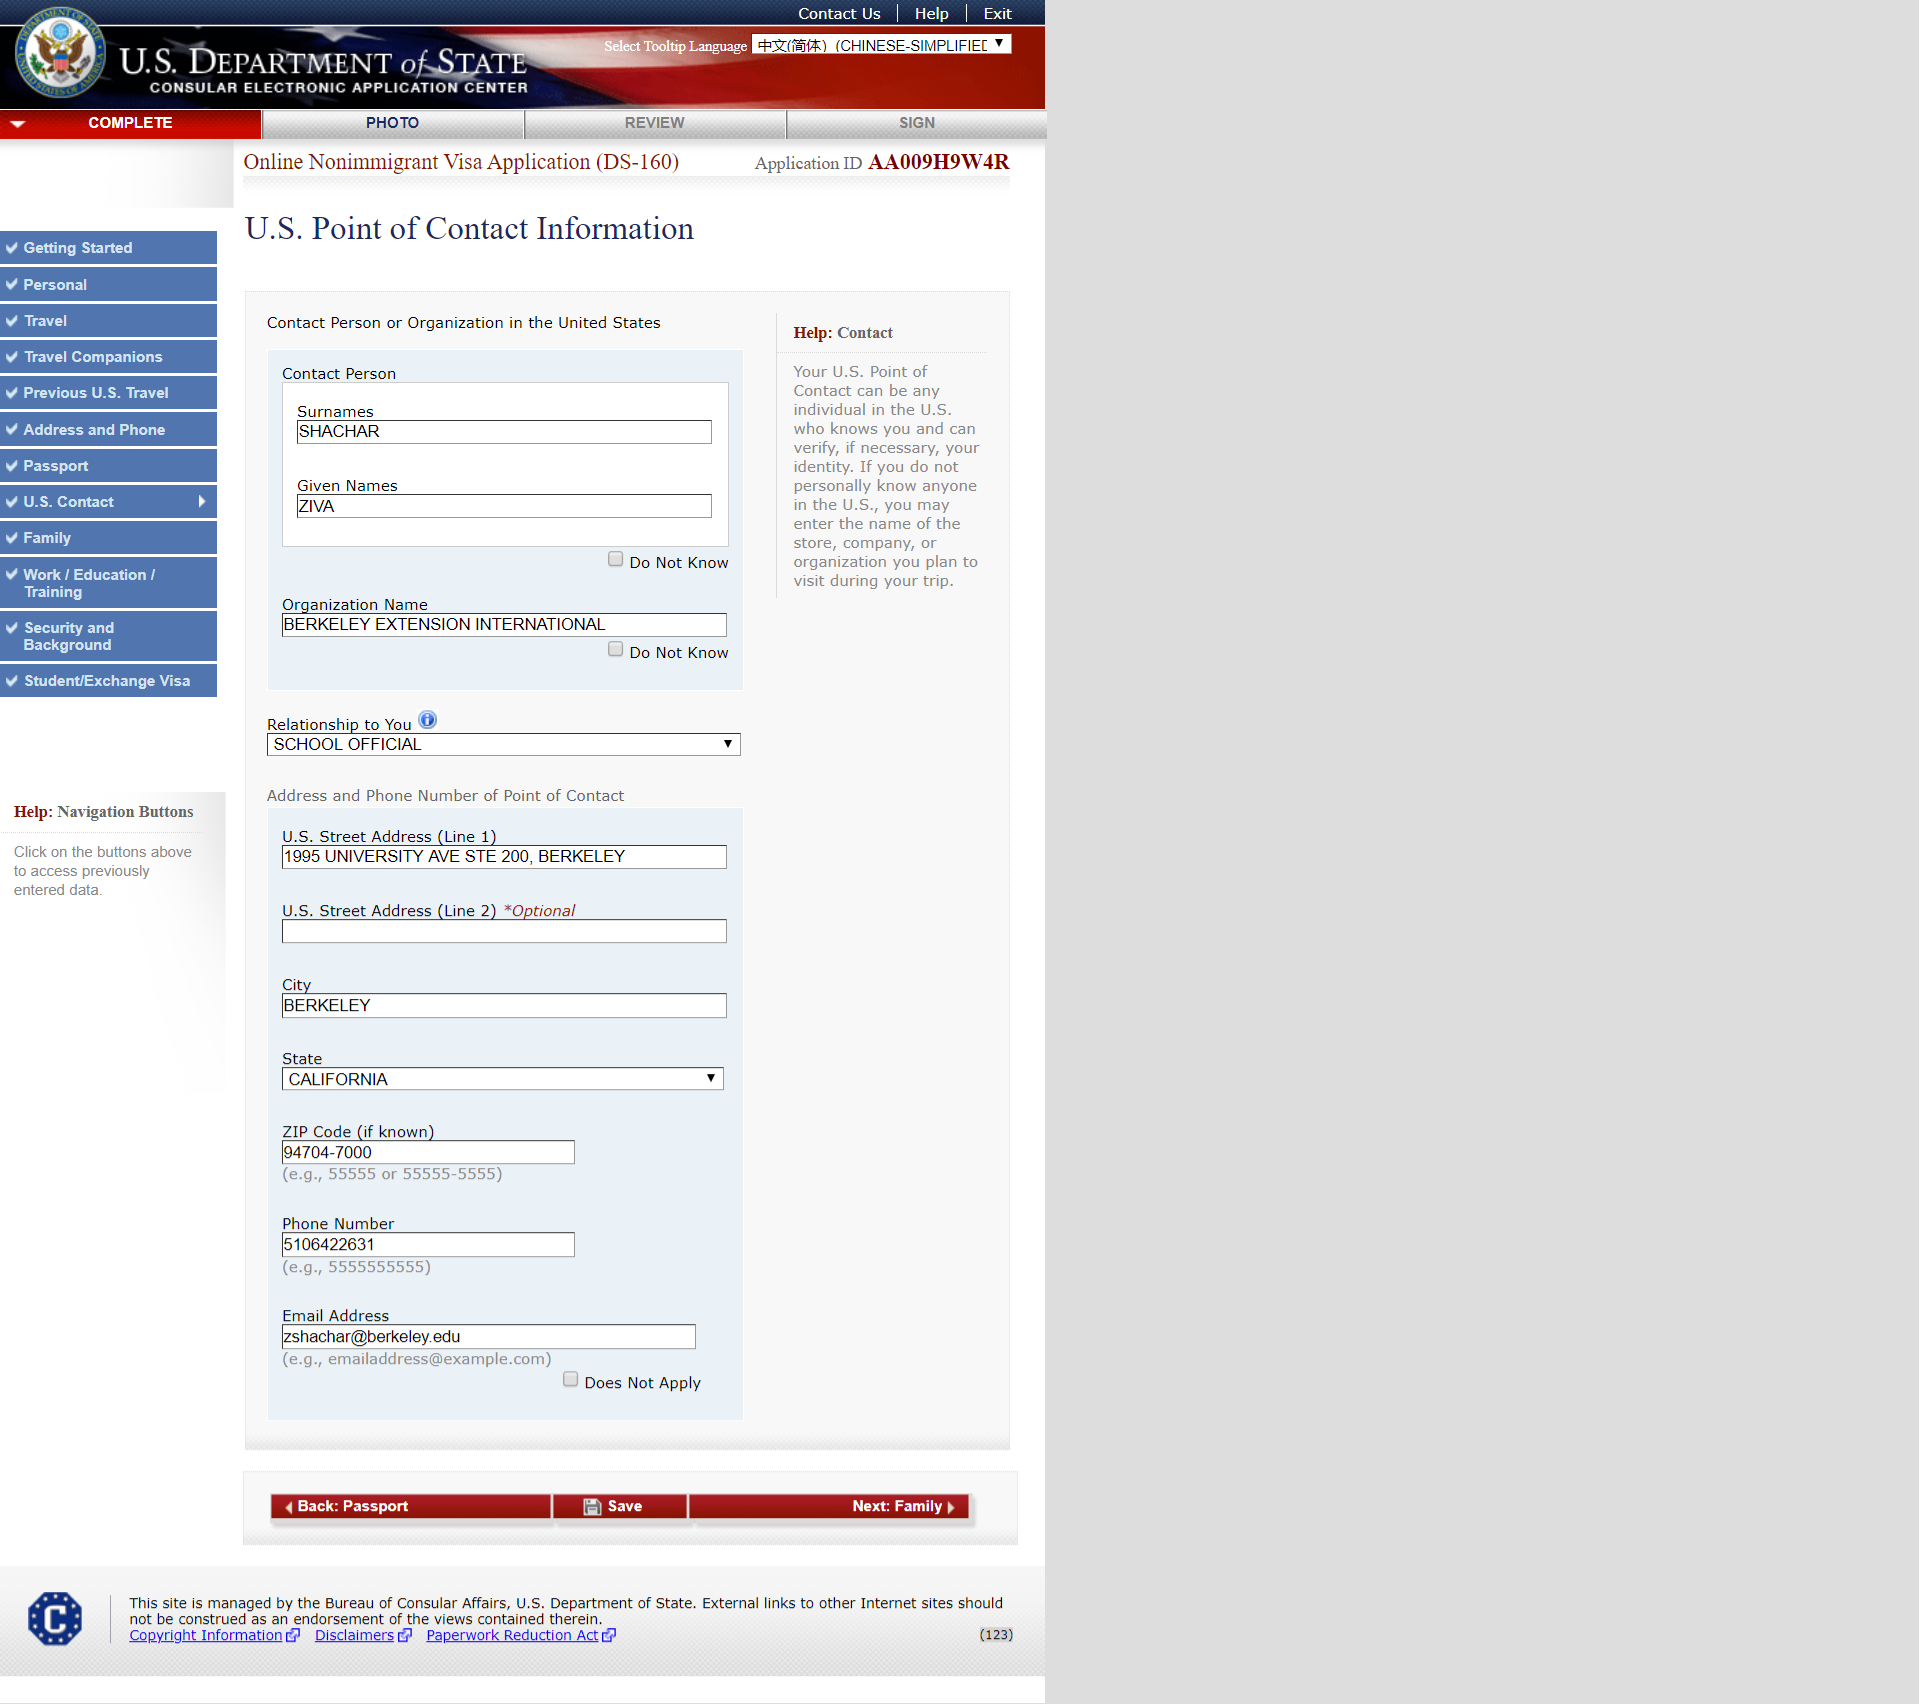 Contact Us
Help
Exit
Select Tooltip Language
中文(简体) (CHINESE-SIMPLIFIED
U.S. DEPARTMENT of STATE
CONSULAR ELECTRONIC APPLICATION CENTER
COMPLETE
PHOTO
REVIEW
SIGN
Online Nonimmigrant Visa Application (DS-160)
Application ID AA009H9W4R
U.S. Point of Contact Information
Getting Started
Personal
Travel
Travel Companions
Previous U.S. Travel
Address and Phone
Passport
U.S. Contact
Family
Work / Education /
Training
Security and
Background
Student/Exchange Visa
Help: Navigation Buttons
Click on the buttons above
to access previously
entered data.
Contact Person or Organization in the United States
Contact Person
Surnames
SHACHAR
Given Names
ZIVA
Do Not Know
Organization Name
BERKELEY EXTENSION INTERNATIONAL
Do Not Know
Relationship to You
SCHOOL OFFICIAL
Address and Phone Number of Point of Contact
U.S. Street Address (Line 1)
1995 UNIVERSITY AVE STE 200, BERKELEY
U.S. Street Address (Line 2) *Optional
City
BERKELEY
State
CALIFORNIA
ZIP Code (if known)
94704-7000
(e.g., 55555 or 55555-5555)
Phone Number
5106422631
(e.g., 5555555555)
Email Address
zshachar@berkeley.edu
(e.g., emailaddress@example.com)
Does Not Apply
Help: Contact
Your U.S. Point of
Contact can be any
individual in the U.S.
who knows you and can
verify, if necessary, your
identity. If you do not
personally know anyone
in the U.S., you may
enter the name of the
store, company, or
organization you plan to
visit during your trip.
Back: Passport
Save
Next: Family
C
This site is managed by the Bureau of Consular Affairs, U.S. Department of State. External links to other Internet sites should
not be construed as an endorsement of the views contained therein.
Copyright Information
Disclaimers
Paperwork Reduction Act
(123)